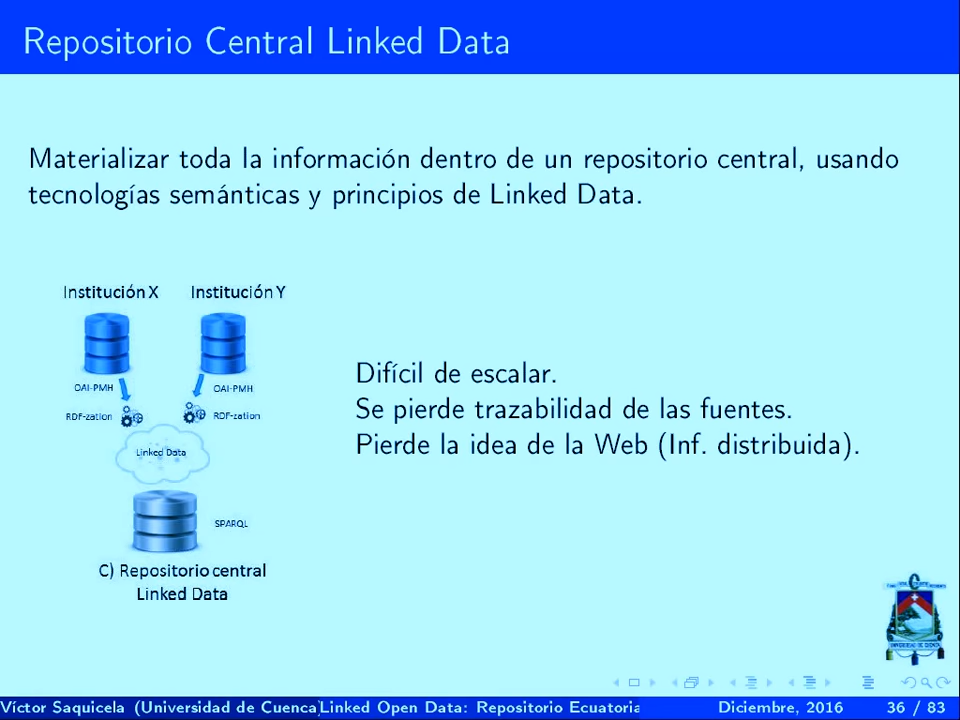 Repositorio Central Linked Data
Materializar toda la información dentro de un repositorio central, usando
tecnologías semánticas y principios de Linked Data.
Institución X
Institución Y
OAI-PMH
OAI-PMH
RDF-zation
RDF-zation
Linked Data
SPARQL
C) Repositorio central
Linked Data
Difícil de escalar.
Se pierde trazabilidad de las fuentes.
Pierde la idea de la Web (Inf. distribuida).
Víctor Saquicela (Universidad de Cuenca)
Linked Open Data: Repositorio Ecuatoria
Diciembre, 2016
36 / 83